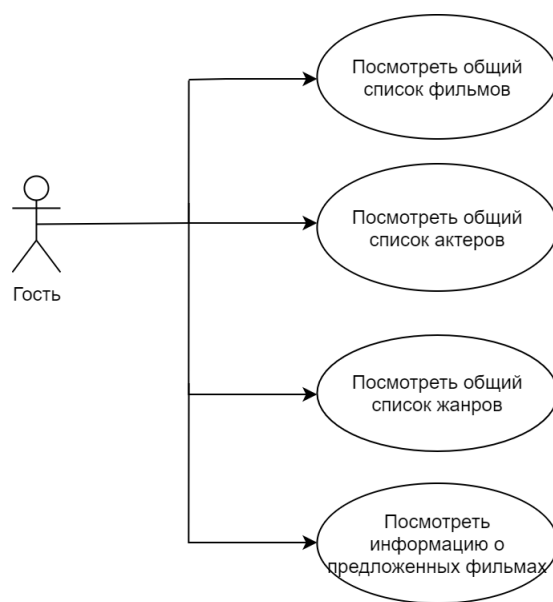 Посмотреть общий
список фильмов
Посмотреть общий
список актеров
Гость
Посмотреть общий
список жанров
Посмотреть
информацию о
предложенных фильмах